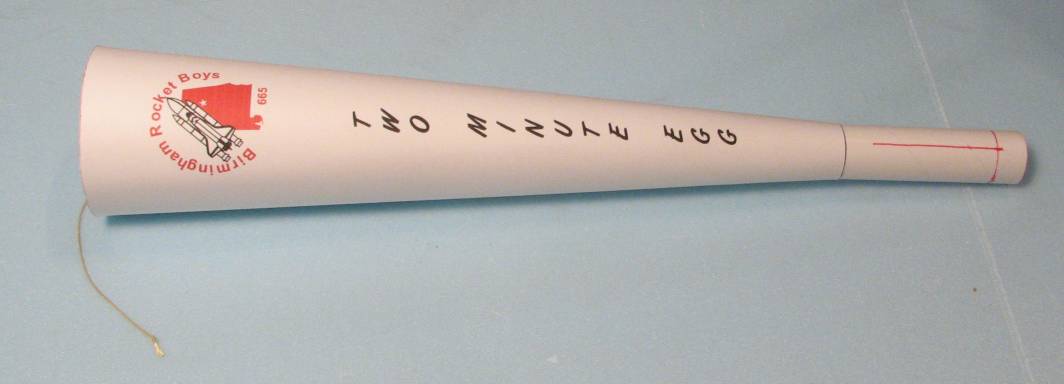 Birmingham Rocket Boys
665
TWO MINUTE EGG